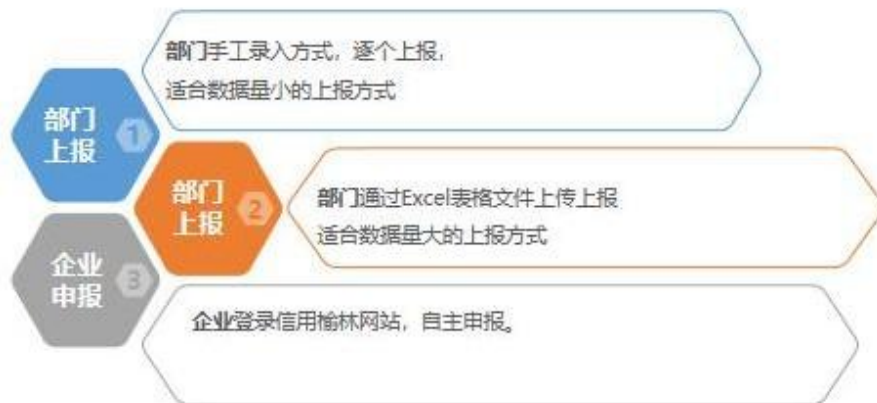 部门
上报
1
部门手工录入方式，逐个上报，
适合数据量小的上报方式
部门
上报
2
部门通过Excel表格文件上传上报
适合数据量大的上报方式
企业
申报
3
企业登录信用榆林网站，自主申报。